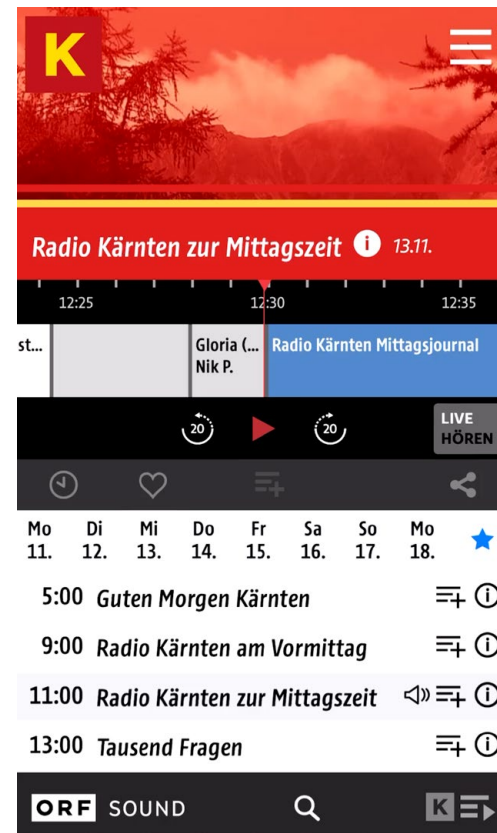 K
Radio Kärnten zur Mittagszeit i 13.11.
12:25 12:30 12:35
st... Gloria (... Radio Kärnten Mittagsjournal
Nik P.
20 20 LIVE
HÖREN
Mo Di Mi Do Fr Sa So Mo
11. 12. 13. 14. 15. 16. 17. 18.
5:00 Guten Morgen Kärnten i
9:00 Radio Kärnten am Vormittag i
11:00 Radio Kärnten zur Mittagszeit i
13:00 Tausend Fragen i
ORF SOUND K